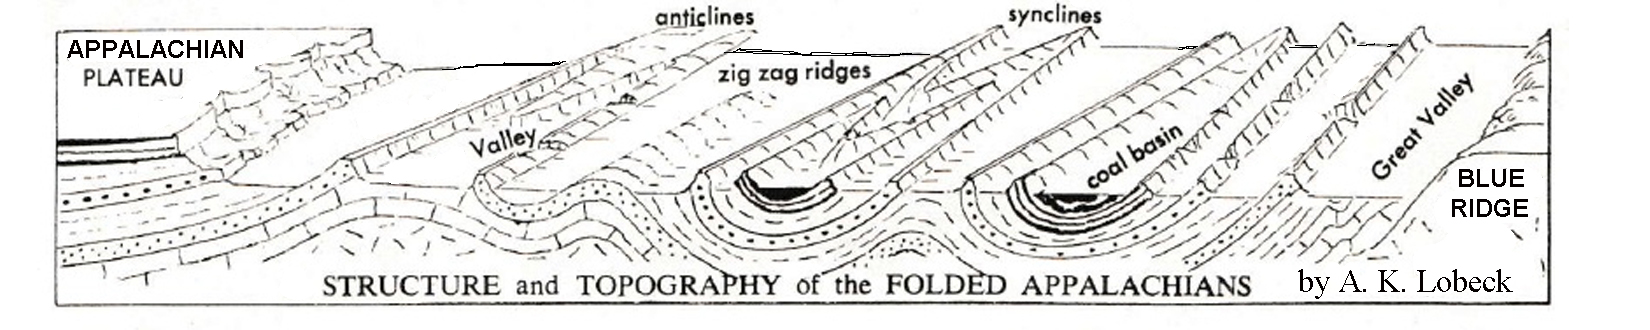 anticlines
synclines
APPALACHIAN
PLATEAU
zig zag ridges
Valley
coal basin
Great Valley
BLUE
RIDGE
STRUCTURE and TOPOGRAPHY of the FOLDED APPALACHIANS
by A. K. Lobeck